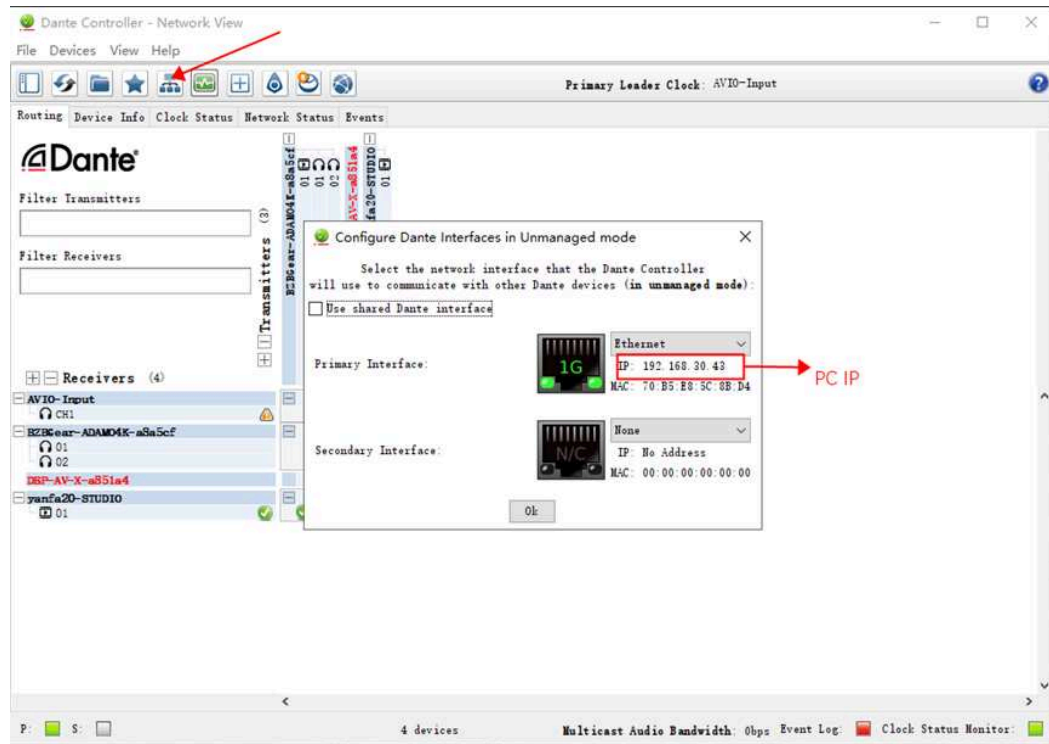 Dante Controller - Network View
File Devices View Help
Primary Leader Clock: AVIO-Input
Routing Device Info Clock Status Network Status Events
Dante
Filter Transmitters
Filter Receivers
Transmitters (3)
BZBGear-ADAMO4K-a8a5cf
01
01
02
AV-X-a851a4
fa20-STUDIO
01
Receivers (4)
AVIO-Input
CH1
BZBGear-ADAMO4K-a8a5cf
01
02
DSP-AV-X-a851a4
yanfa20-STUDIO
01
Configure Dante Interfaces in Unmanaged mode
Select the network interface that the Dante Controller
will use to communicate with other Dante devices (in unmanaged mode):
Use shared Dante interface
Primary Interface:
1G
Ethernet
IP: 192.168.30.43
MAC: 70:B5:E8:5C:8B:D4
PC IP
Secondary Interface:
N/C
None
IP: No Address
MAC: 00:00:00:00:00:00
Ok
P: S: 4 devices Multicast Audio Bandwidth: 0bps Event Log: Clock Status Monitor: